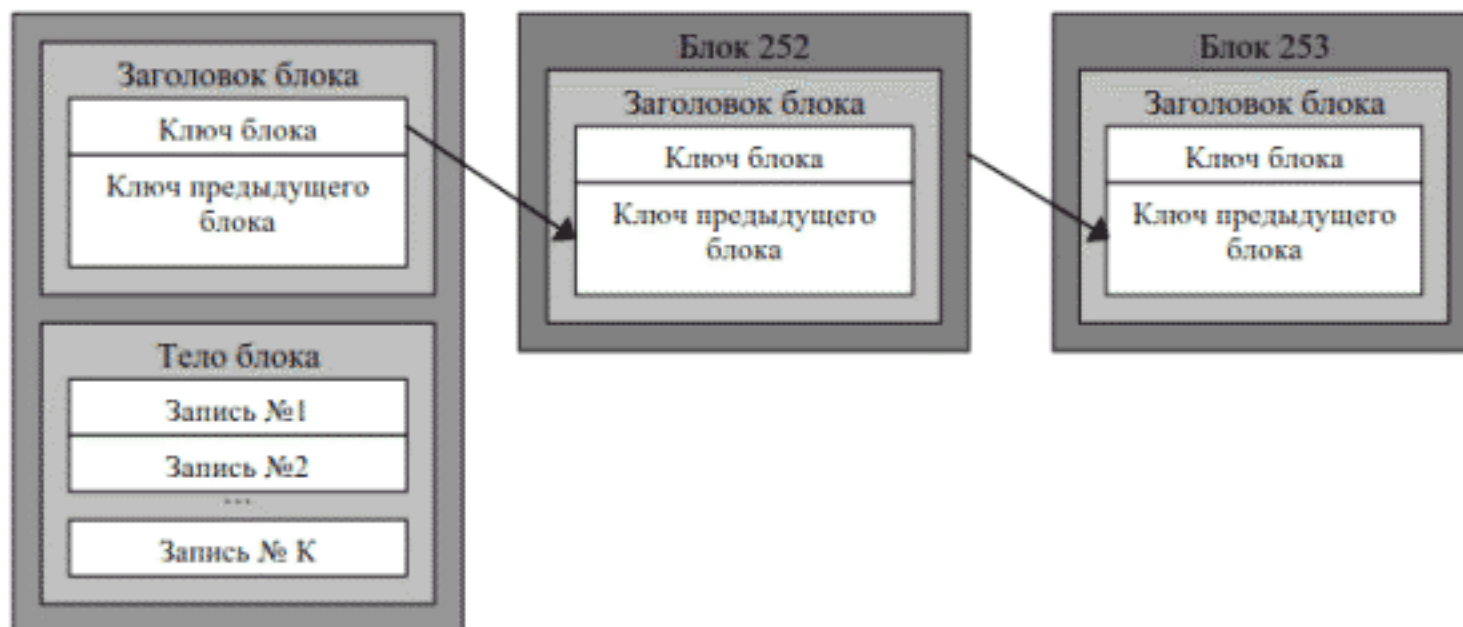 Заголовок блока
Ключ блока
Ключ предыдущего
блока
Тело блока
Запись №1
Запись №2
...
Запись № К
Блок 252
Заголовок блока
Ключ блока
Ключ предыдущего
блока
Блок 253
Заголовок блока
Ключ блока
Ключ предыдущего
блока